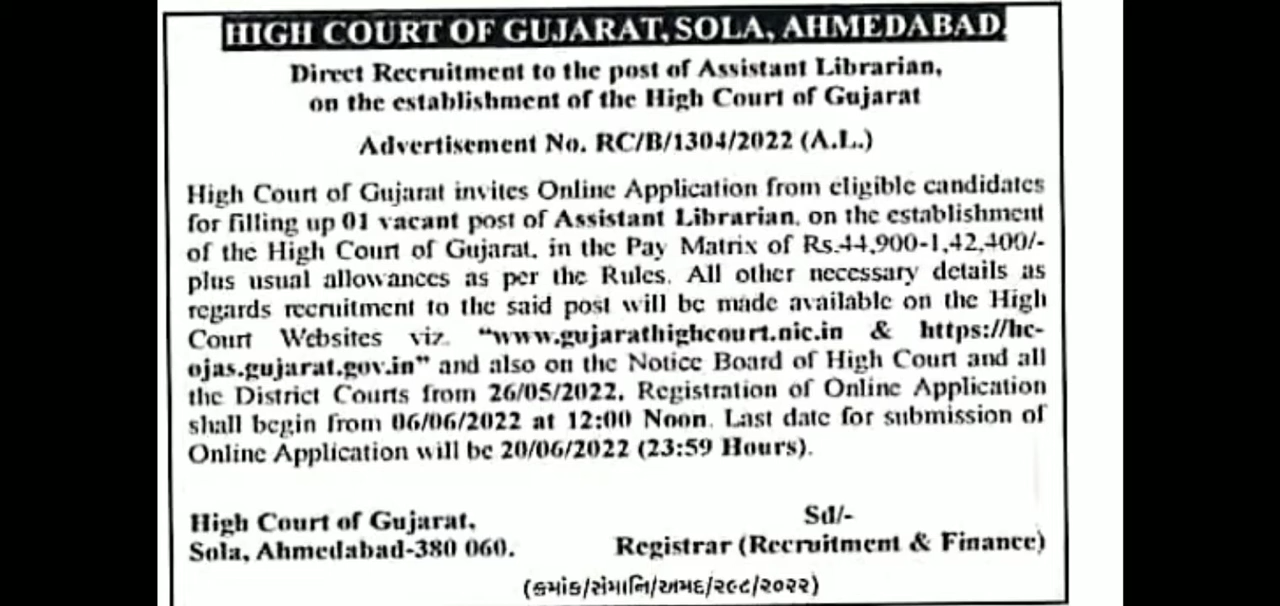 HIGH COURT OF GUJARAT, SOLA, AHMEDABAD.
Direct Recruitment to the post of Assistant Librarian,
on the establishment of the High Court of Gujarat
Advertisement No. RC/B/1304/2022 (A.L.)
High Court of Gujarat invites Online Application from eligible candidates
for filling up 01 vacant post of Assistant Librarian, on the establishment
of the High Court of Gujarat, in the Pay Matrix of Rs.44,900-1,42,400/-
plus usual allowances as per the Rules. All other necessary details as
regards recruitment to the said post will be made available on the High
Court Websites viz. "www.gujarathighcourt.nic.in & https://hc-
ojas.gujarat.gov.in" and also on the Notice Board of High Court and all
the District Courts from 26/05/2022. Registration of Online Application
shall begin from 06/06/2022 at 12:00 Noon. Last date for submission of
Online Application will be 20/06/2022 (23:59 Hours).
High Court of Gujarat,
Sola, Ahmedabad-380 060.
Sd/-
Registrar (Recruitment & Finance)
(ક્રમાંક/સંમાનિ/અમદ/૨૯૮/૨૦૨૨)